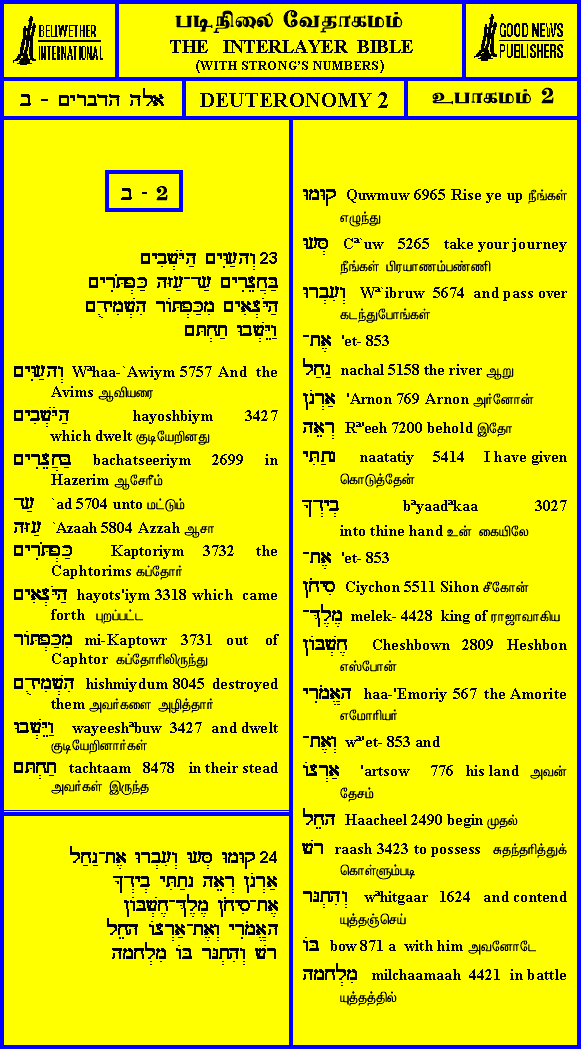 BELLWETHER
INTERNATIONAL
படிநிலை வேதாகமம்
THE INTERLAYER BIBLE
(WITH STRONG'S NUMBERS)
GOOD NEWS
PUBLISHERS
אלה הדברים - ב
DEUTERONOMY 2
உபாகமம் 2
ב - 2
23 וְהָעַוִּים הַיֹּשְׁבִים
בַּחֲצֵרִים עַד־עַזָּה כַּפְתֹּרִים
הַיֹּצְאִים מִכַּפְתּוֹר הִשְׁמִידֻם
וַיֵּשְׁבוּ תַחְתָּם
וְהָעַוִּים Wªhaa-`Awiym 5757 And the
Avims ஆவியரை
הַיֹּשְׁבִים hayoshbiym 3427
which dwelt குடியேறினது
בַּחֲצֵרִים bachatseeriym 2699 in
Hazerim ஆசேரீம்
עַד `ad 5704 unto மட்டும்
עַזָּה `Azaah 5804 Azzah ஆசா
כַּפְתֹּרִים Kaptoriym 3732 the
Caphtorims கப்தோர்
הַיֹּצְאִים hayots'iym 3318 which came
forth புறப்பட்ட
מִכַּפְתּוֹר mi-Kaptowr 3731 out of
Caphtor கப்தோரிலிருந்து
הִשְׁמִידֻם hishmiydum 8045 destroyed
them அவர்களை அழித்தார்
וַיֵּשְׁבוּ wayeeshªbuw 3427 and dwelt
குடியேறினார்கள்
תַחְתָּם tachtaam 8478 in their stead
அவர்கள் இருந்த
24 קוּמוּ סְּעוּ וְעִבְרוּ אֶת־נַחַל
אַרְנֹן רְאֵה נָתַתִּי בְיָדְךָ
אֶת־סִיחֹן מֶלֶךְ־חֶשְׁבּוֹן
הָאֱמֹרִי וְאֶת־אַרְצוֹ הָחֵל
רָשׁ וְהִתְגָּר בּוֹ מִלְחָמָה
קוּמוּ Quwmuw 6965 Rise ye up நீங்கள்
எழுந்து
סְּעוּ Cª`uw 5265 take your journey
நீங்கள் பிரயாணம்பண்ணி
וְעִבְרוּ Wª`ibruw 5674 and pass over
கடந்துபோங்கள்
אֶת־ 'et- 853
נַחַל nachal 5158 the river ஆறு
אַרְנֹן 'Arnon 769 Arnon அர்னோன்
רְאֵה Rª'eeh 7200 behold இதோ
נָתַתִּי naatatiy 5414 I have given
கொடுத்தேன்
בְיָדְךָ bªyaadªkaa 3027
into thine hand உன் கையிலே
אֶת־ 'et- 853
סִיחֹן Ciychon 5511 Sihon சீகோன்
מֶלֶךְ־ melek- 4428 king of ராஜாவாகிய
חֶשְׁבּוֹן Cheshbown 2809 Heshbon
எஸ்போன்
הָאֱמֹרִי haa-'Emoriy 567 the Amorite
எமோரியர்
וְאֶת־ wª'et- 853 and
אַרְצוֹ 'artsow 776 his land அவன்
தேசம்
הָחֵל Haacheel 2490 begin முதல்
רָשׁ raash 3423 to possess சுதந்தரித்துக்
கொள்ளும்படி
וְהִתְגָּר wªhitgaar 1624 and contend
யுத்தஞ்செய்
בּוֹ bow 871 a with him அவனோடே
מִלְחָמָה milchaamaah 4421 in battle
யுத்தத்தில்